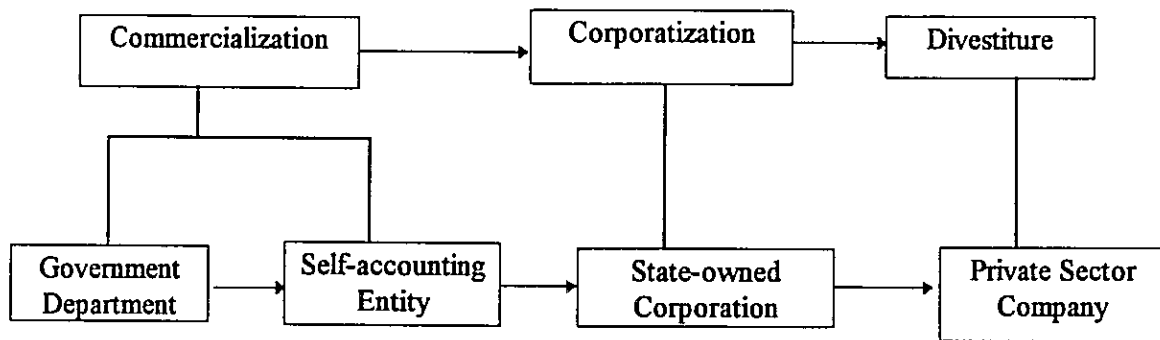 Commercialization
Corporatization
Divestiture
Government
Department
Self-accounting
Entity
State-owned
Corporation
Private Sector
Company